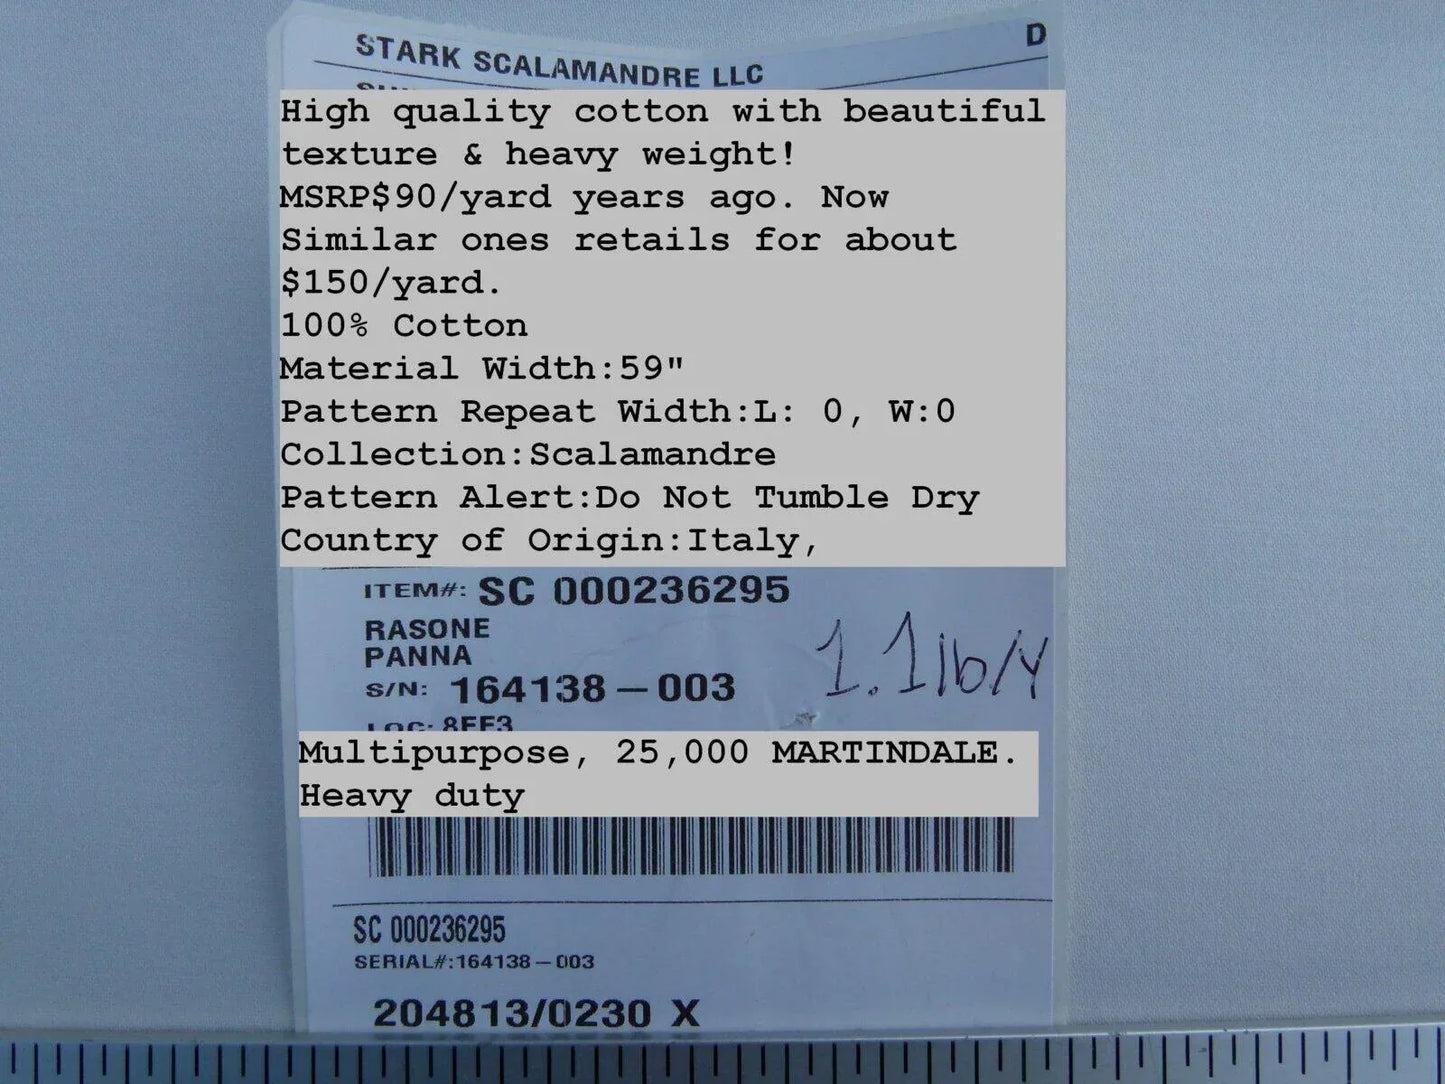 STARK SCALAMANDRE LLC
D
High quality cotton with beautiful
texture & heavy weight!
MSRP$90/yard years ago. Now
Similar ones retails for about
$150/yard.
100% Cotton
Material Width:59"
Pattern Repeat Width:L: 0, W:0
Collection:Scalamandre
Pattern Alert:Do Not Tumble Dry
Country of Origin:Italy,
ITEM#: SC 000236295
RASONE
PANNA
1.1lb/Y
S/N: 164138-003
LOC: 8FF3
Multipurpose, 25,000 MARTINDALE.
Heavy duty
SC 000236295
SERIAL#:164138-003
204813/0230 X